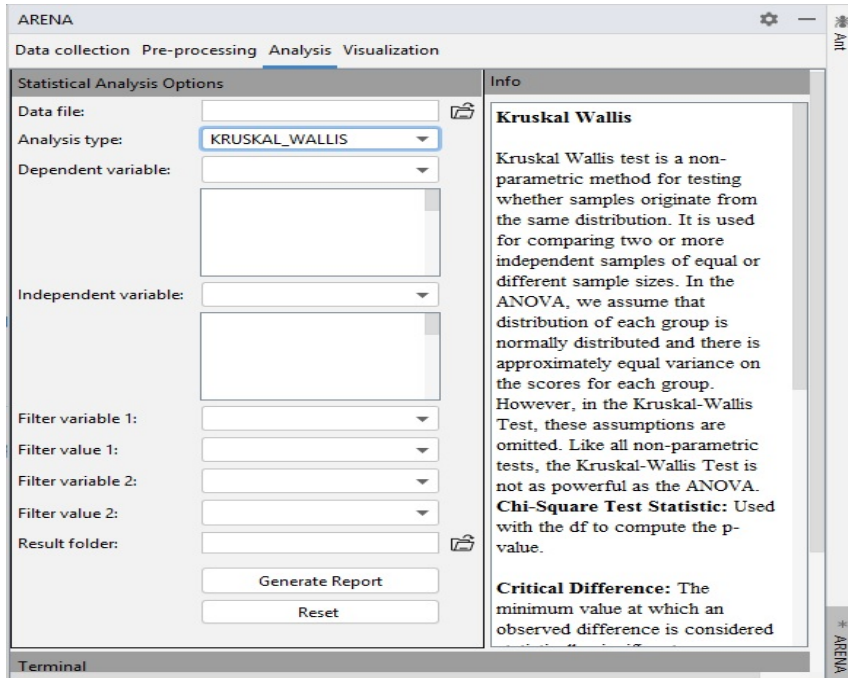 ARENA
Data collection Pre-processing Analysis Visualization
Statistical Analysis Options
Data file:
Analysis type: KRUSKAL_WALLIS
Dependent variable:
Independent variable:
Filter variable 1:
Filter value 1:
Filter variable 2:
Filter value 2:
Result folder:
Generate Report
Reset
Info
Kruskal Wallis
Kruskal Wallis test is a non-
parametric method for testing
whether samples originate from
the same distribution. It is used
for comparing two or more
independent samples of equal or
different sample sizes. In the
ANOVA, we assume that
distribution of each group is
normally distributed and there is
approximately equal variance on
the scores for each group.
However, in the Kruskal-Wallis
Test, these assumptions are
omitted. Like all non-parametric
tests, the Kruskal-Wallis Test is
not as powerful as the ANOVA.
Chi-Square Test Statistic: Used
with the df to compute the p-
value.
Critical Difference: The
minimum value at which an
observed difference is considered
Terminal
Ant
ARENA